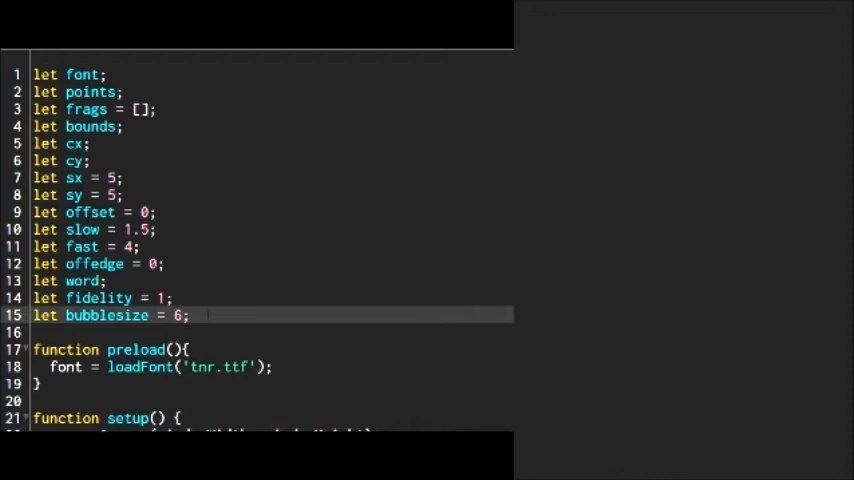 1 let font;
2 let points;
3 let frags = [];
4 let bounds;
5 let cx;
6 let cy;
7 let sx = 5;
8 let sy = 5;
9 let offset = 0;
10 let slow = 1.5;
11 let fast = 4;
12 let offedge = 0;
13 let word;
14 let fidelity = 1;
15 let bubblesize = 6;
16
17 function preload(){
18 font = loadFont('tnr.ttf');
19 }
20
21 function setup() {